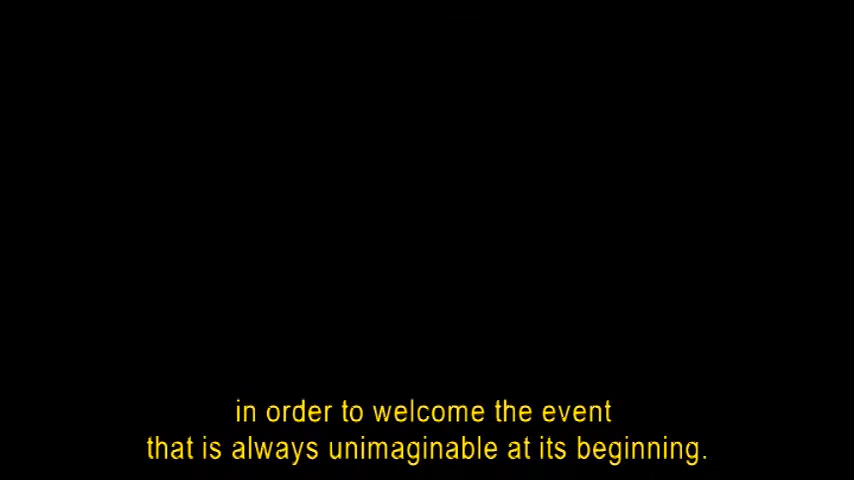 in order to welcome the event
that is always unimaginable at its beginning.